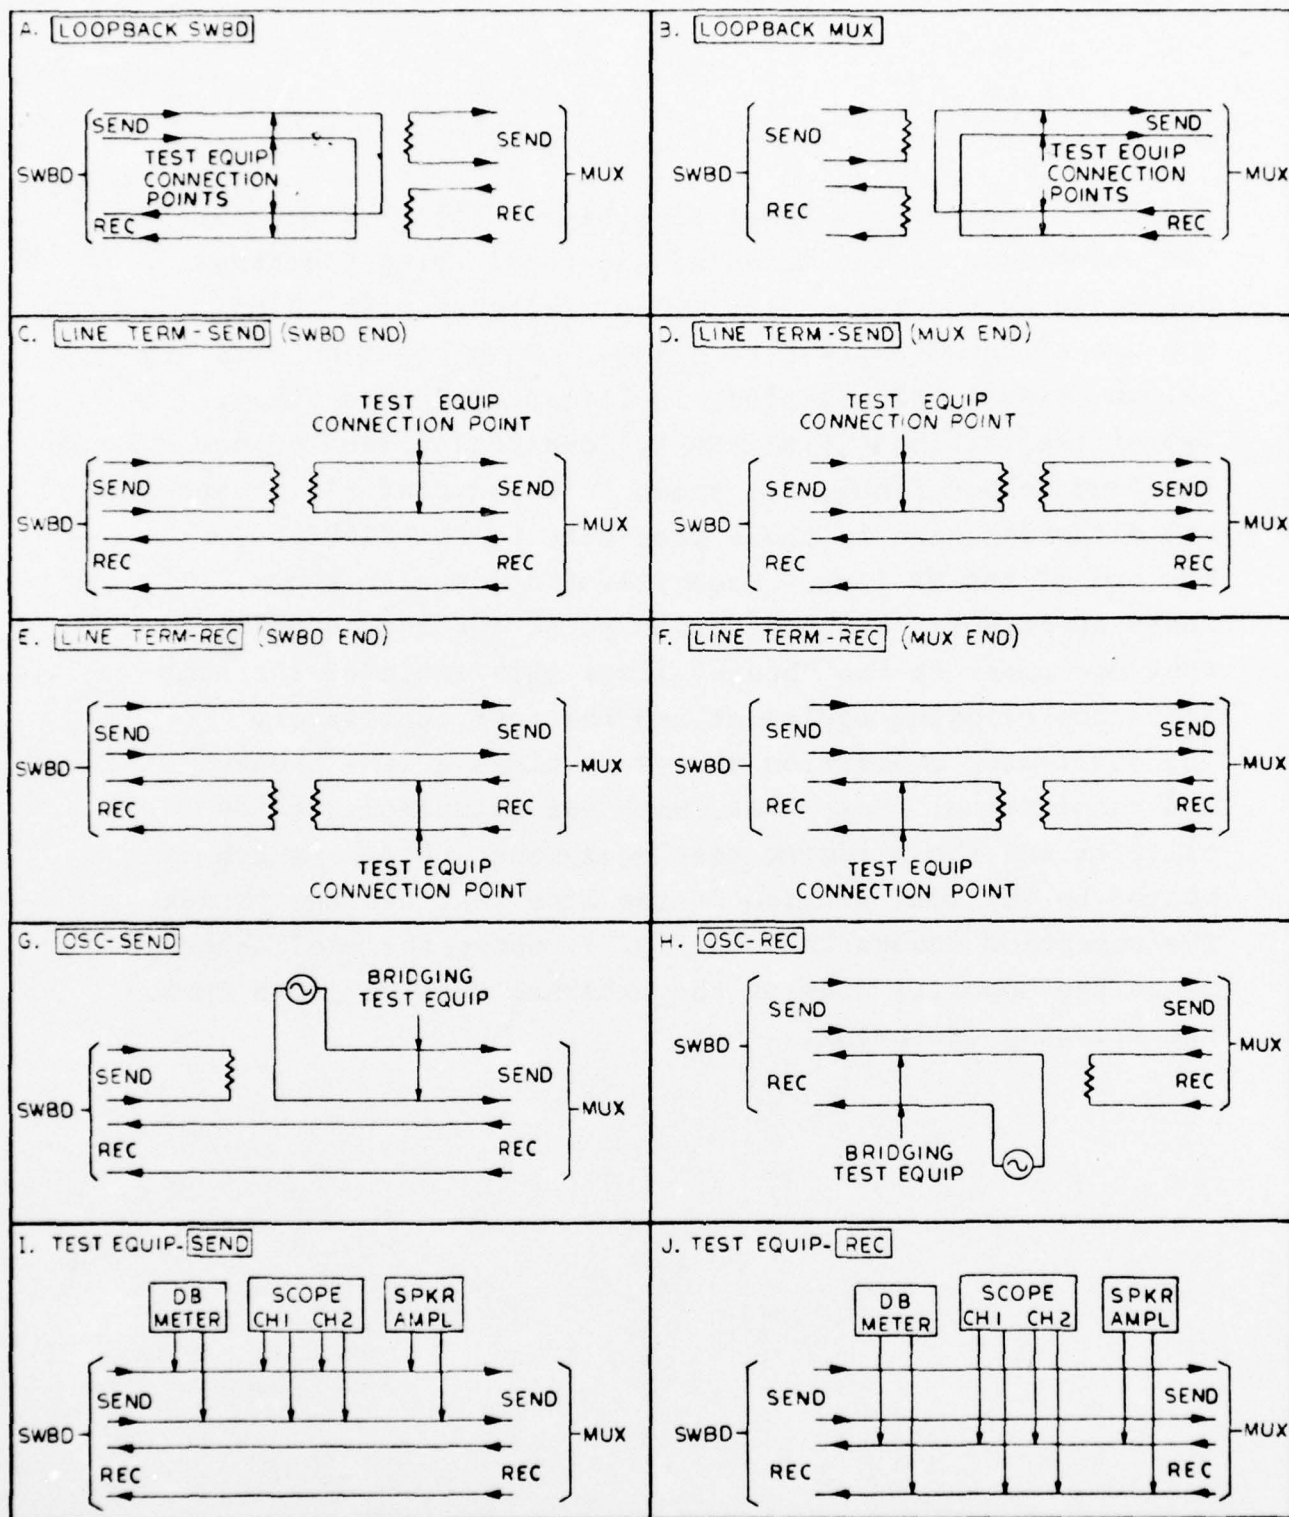 A. LOOPBACK SWBD
SEND
TEST EQUIP
CONNECTION
POINTS
SWBD
REC
SEND
REC
MUX
B. LOOPBACK MUX
SEND
SWBD
REC
SEND
TEST EQUIP
CONNECTION
POINTS
REC
MUX
C. LINE TERM-SEND (SWBD END)
TEST EQUIP
CONNECTION POINT
SEND
SWBD
REC
SEND
REC
MUX
D. LINE TERM-SEND (MUX END)
TEST EQUIP
CONNECTION POINT
SEND
SWBD
REC
SEND
REC
MUX
E. LINE TERM-REC (SWBD END)
SEND
SWBD
REC
SEND
REC
MUX
TEST EQUIP
CONNECTION POINT
F. LINE TERM-REC (MUX END)
SEND
SWBD
REC
SEND
REC
MUX
TEST EQUIP
CONNECTION POINT
G. OSC-SEND
BRIDGING
TEST EQUIP
SEND
SWBD
REC
SEND
REC
MUX
H. OSC-REC
SEND
SWBD
REC
SEND
REC
MUX
BRIDGING
TEST EQUIP
I. TEST EQUIP-SEND
DB
METER
SCOPE
CH1 CH2
SPKR
AMPL
SEND
SWBD
REC
SEND
REC
MUX
J. TEST EQUIP-REC
DB
METER
SCOPE
CH1 CH2
SPKR
AMPL
SEND
SWBD
REC
SEND
REC
MUX